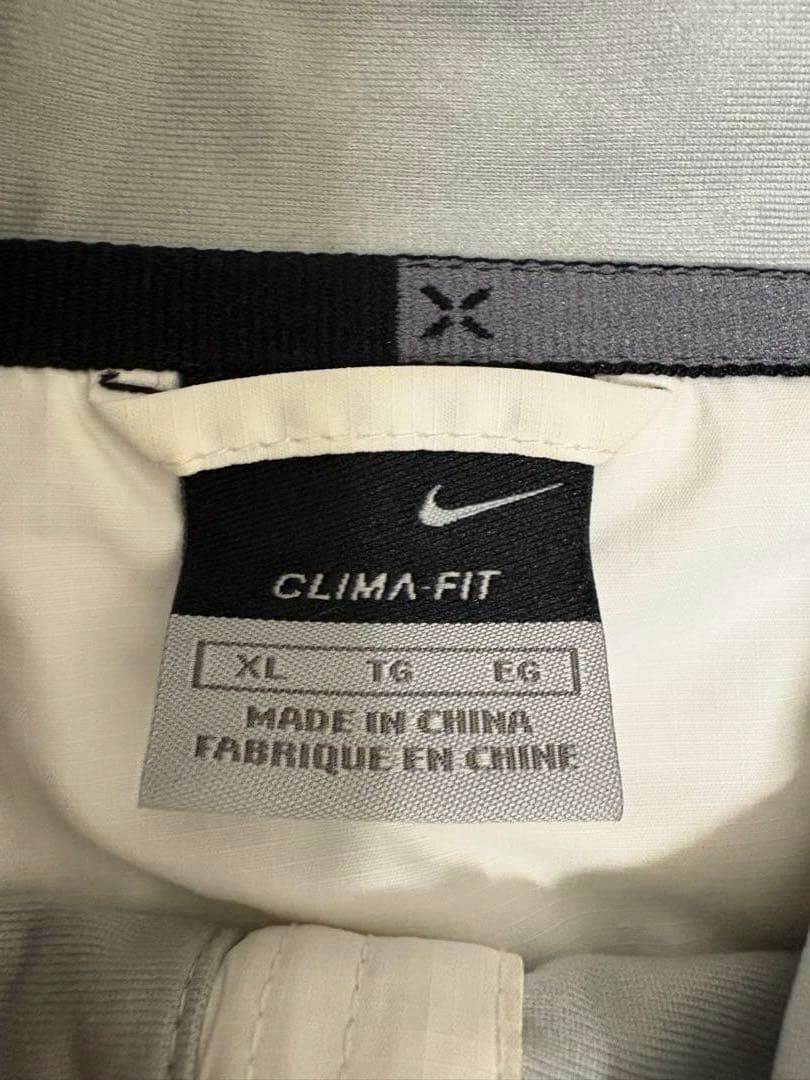 CLIMA-FIT
XL TG EG
MADE IN CHINA
FABRIQUE EN CHINE